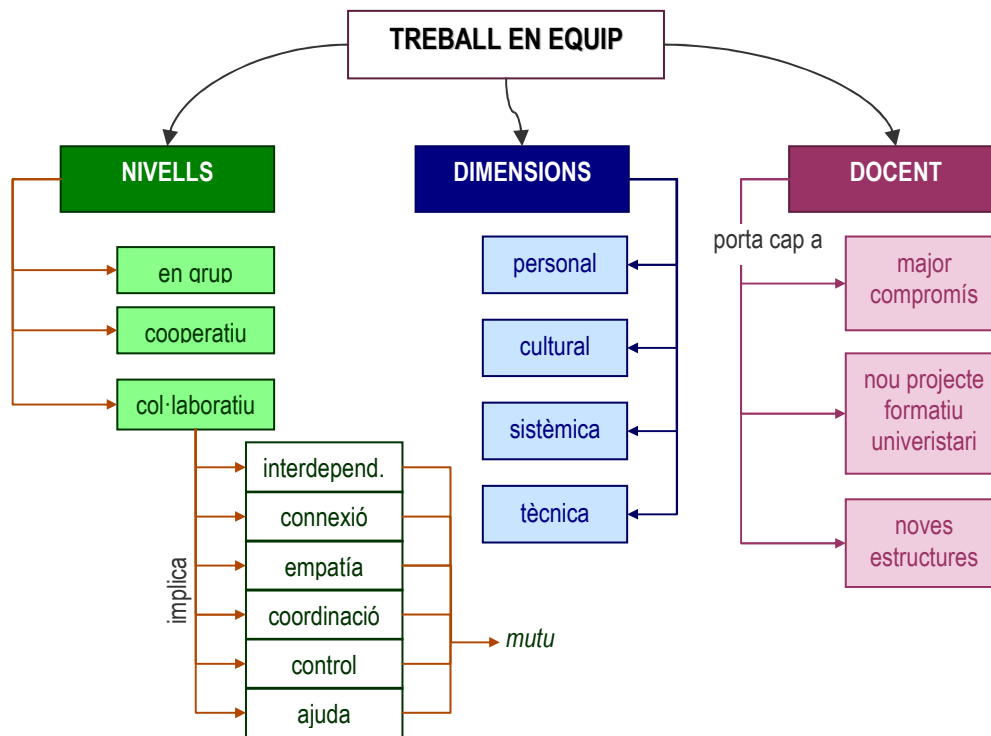 TREBALL EN EQUIP
NIVELLS
en grup
cooperatiu
col·laboratiu
implica
interdepend.
connexió
empatía
coordinació
control
ajuda
mutu
DIMENSIONS
personal
cultural
sistèmica
tècnica
DOCENT
porta cap a
major
compromís
nou projecte
formatiu
univeristari
noves
estructures